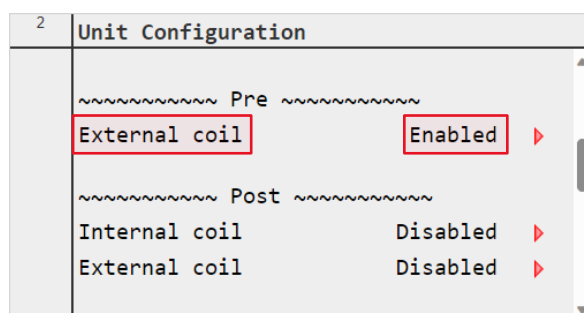 2
Unit Configuration
~~~~~~~~~~~ Pre ~~~~~~~~~~~
External coil Enabled
~~~~~~~~~~~ Post ~~~~~~~~~~~
Internal coil Disabled
External coil Disabled